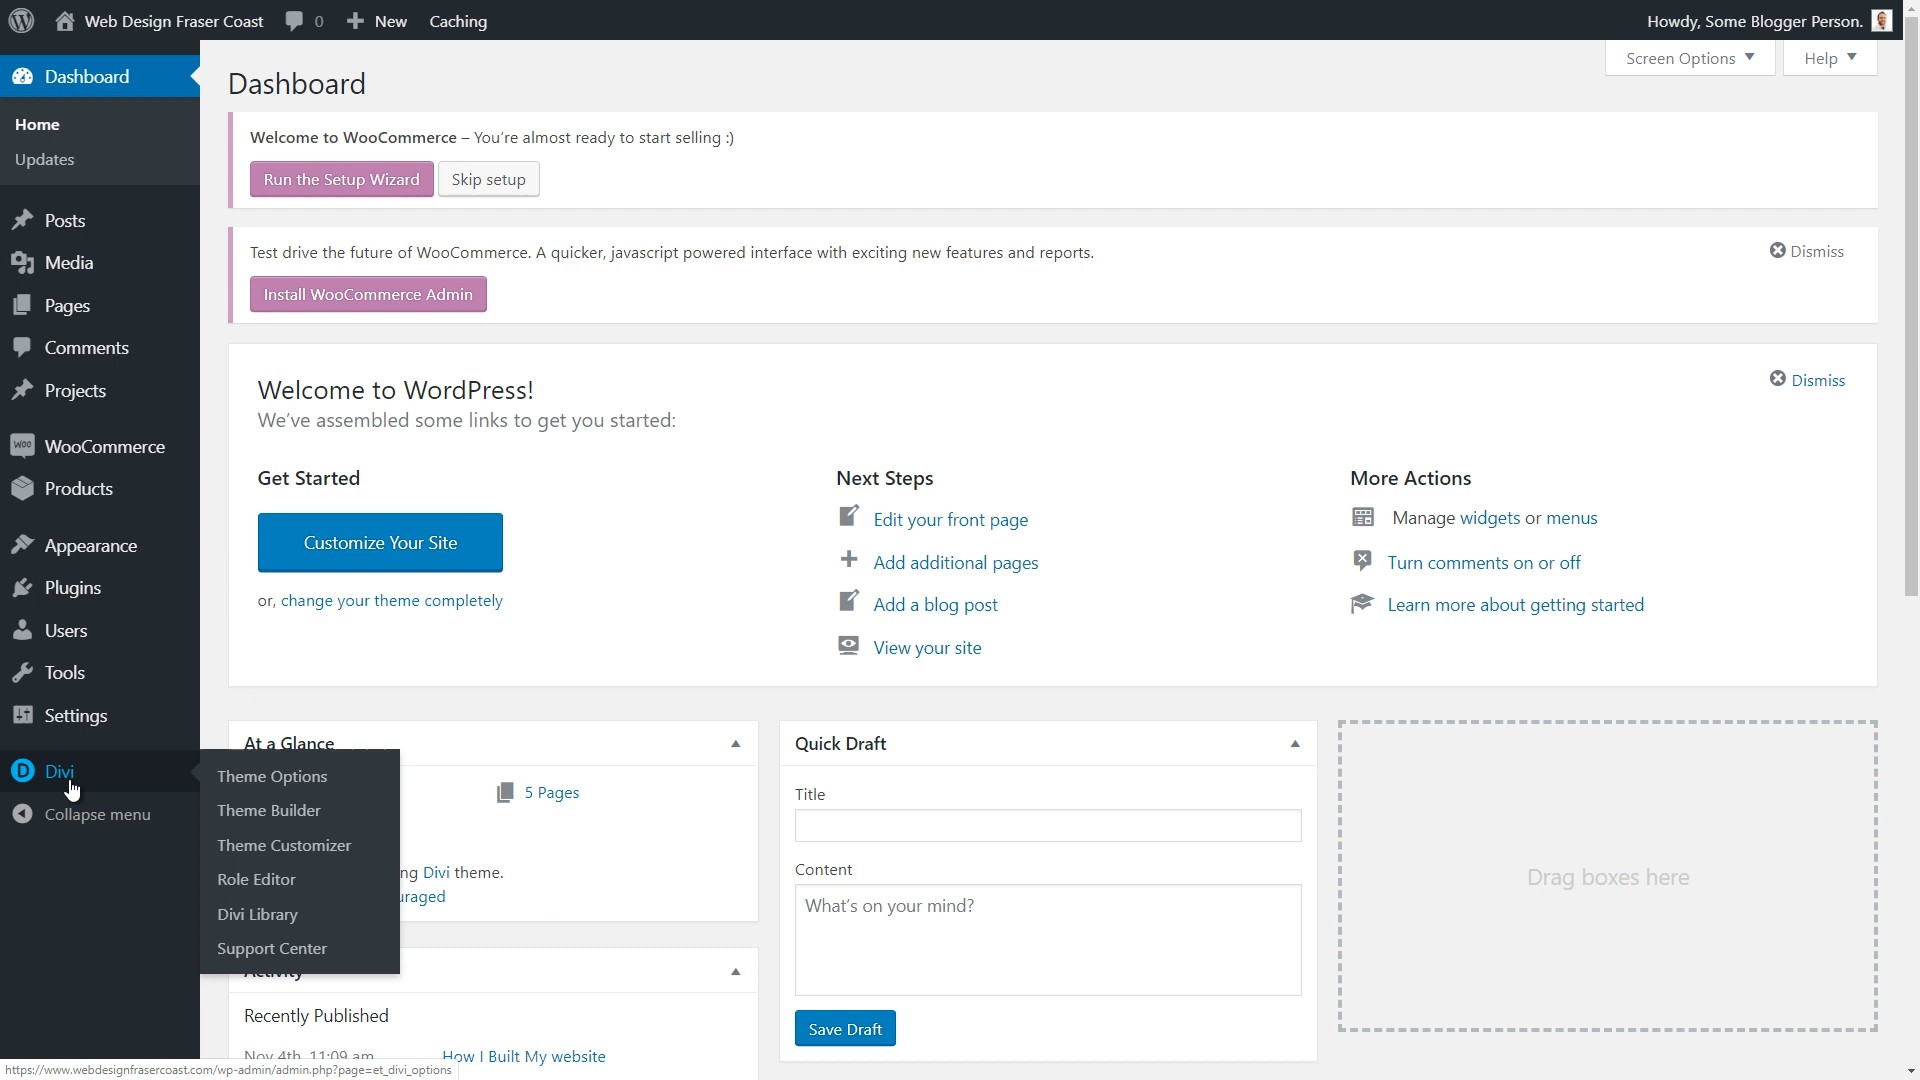 Web Design Fraser Coast 0 New Caching
Howdy, Some Blogger Person.
Dashboard
Home
Updates
Posts
Media
Pages
Comments
Projects
WooCommerce
Products
Appearance
Plugins
Users
Tools
Settings
Divi
Collapse menu
Theme Options
Theme Builder
Theme Customizer
Role Editor
Divi Library
Support Center
Screen Options
Help
Dashboard
Welcome to WooCommerce – You're almost ready to start selling :)
Run the Setup Wizard
Skip setup
Test drive the future of WooCommerce. A quicker, javascript powered interface with exciting new features and reports.
Dismiss
Install WooCommerce Admin
Welcome to WordPress!
Dismiss
We've assembled some links to get you started:
Get Started
Customize Your Site
or, change your theme completely
Next Steps
Edit your front page
Add additional pages
Add a blog post
View your site
More Actions
Manage widgets or menus
Turn comments on or off
Learn more about getting started
At a Glance
5 Pages
ng Divi theme.
uraged
Activity
Recently Published
Nov 4th, 11:09 am How I Built My website
Quick Draft
Title
Content
What's on your mind?
Save Draft
Drag boxes here
https://www.webdesignfrasercoast.com/wp-admin/admin.php?page=et_divi_options